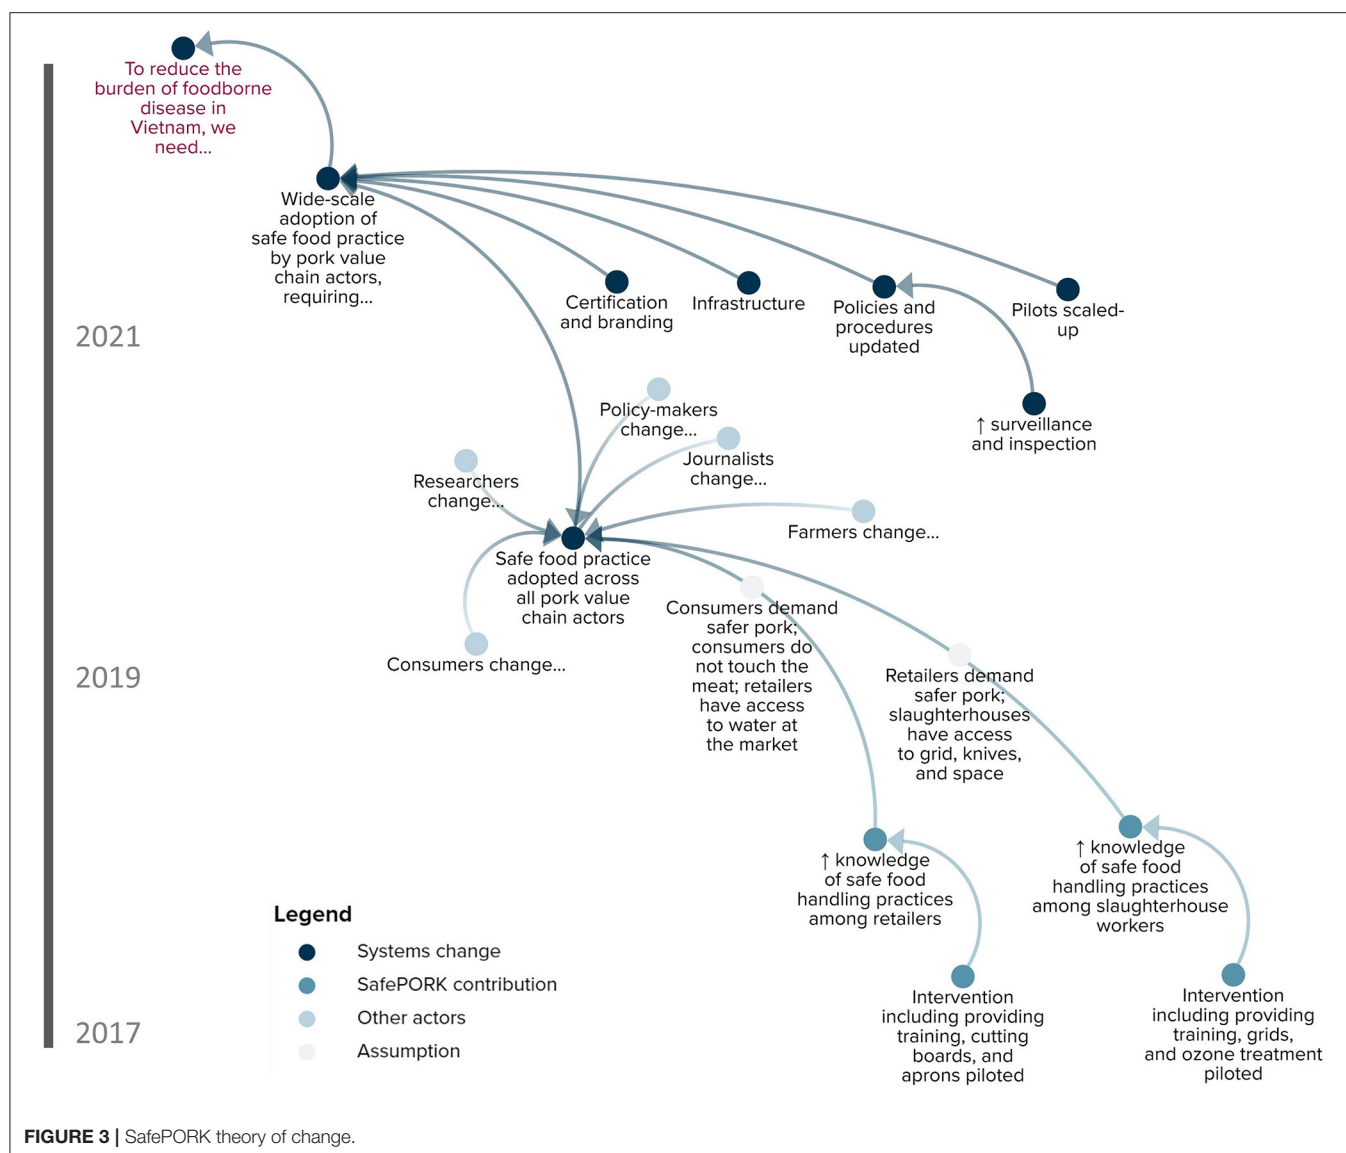 To reduce the
burden of foodborne
disease in
Vietnam, we
need...
Wide-scale
adoption of
safe food practice
by pork value
chain actors,
requiring...
Certification
and branding
Infrastructure
Policies and
procedures
updated
Pilots scaled-
up
2021
↑ surveillance
and inspection
Policy-makers
change...
Journalists
change...
Researchers
change...
Farmers change...
Safe food practice
adopted across
all pork value
chain actors
Consumers change...
2019
Consumers demand
safer pork;
consumers do
not touch the
meat; retailers
have access
to water at
the market
Retailers demand
safer pork;
slaughterhouses
have access
to grid, knives,
and space
↑ knowledge
of safe food
handling practices
among retailers
↑ knowledge
of safe food
handling practices
among slaughterhouse
workers
Intervention
including providing
training, cutting
boards, and
aprons piloted
Intervention
including providing
training, grids,
and ozone treatment
piloted
2017
Legend
Systems change
SafePORK contribution
Other actors
Assumption
FIGURE 3 | SafePORK theory of change.